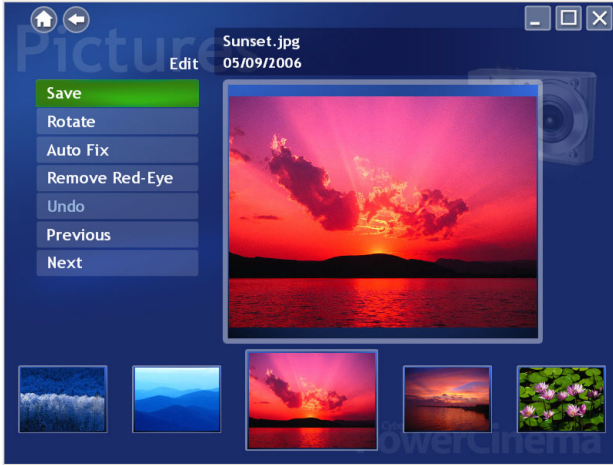 Pictures
Sunset.jpg
Edit
05/09/2006
Save
Rotate
Auto Fix
Remove Red-Eye
Undo
Previous
Next
PowerCinema